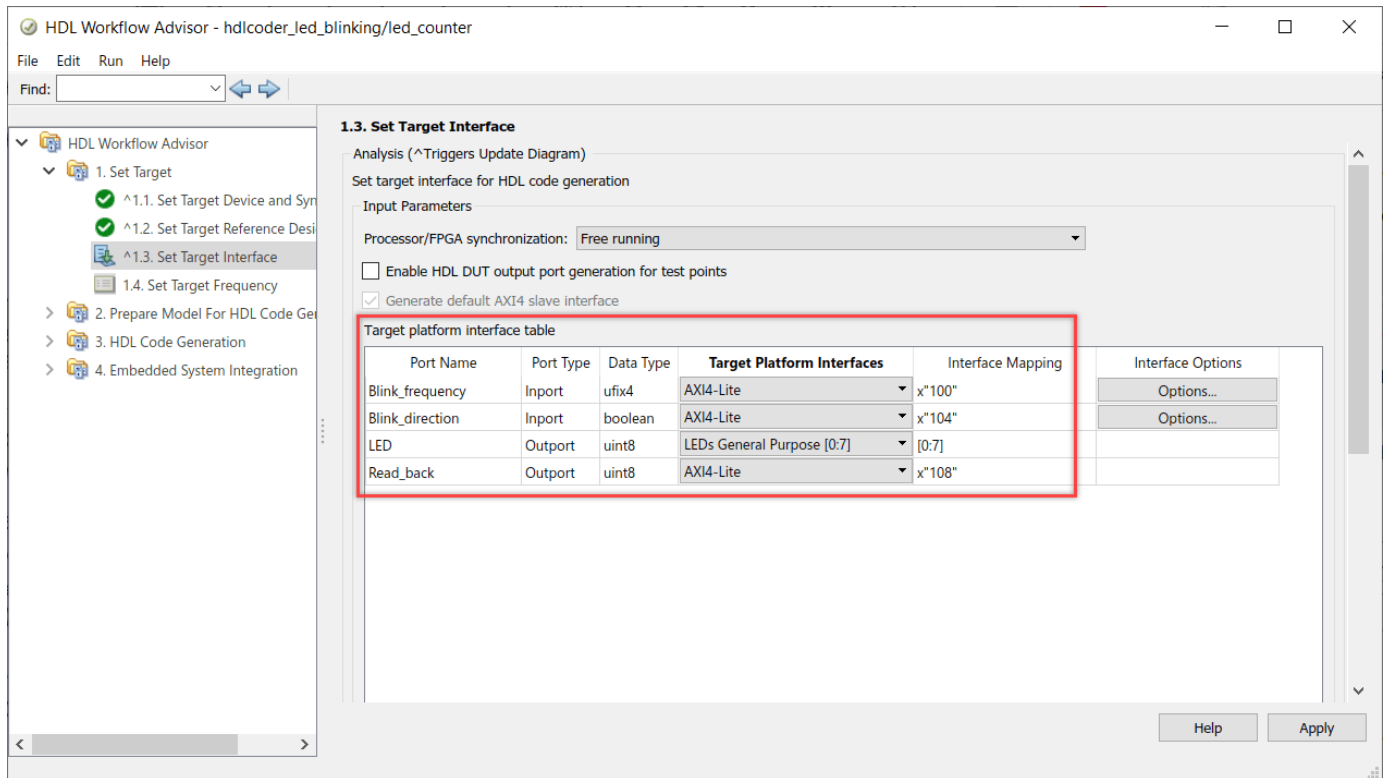 HDL Workflow Advisor - hdlcoder_led_blinking/led_counter
File Edit Run Help
Find:
HDL Workflow Advisor
1. Set Target
^1.1. Set Target Device and Syn
^1.2. Set Target Reference Desi
^1.3. Set Target Interface
1.4. Set Target Frequency
2. Prepare Model For HDL Code Ge
3. HDL Code Generation
4. Embedded System Integration
1.3. Set Target Interface
Analysis (^Triggers Update Diagram)
Set target interface for HDL code generation
Input Parameters
Processor/FPGA synchronization: Free running
Enable HDL DUT output port generation for test points
Generate default AXI4 slave interface
Target platform interface table
Port Name Port Type Data Type Target Platform Interfaces Interface Mapping Interface Options
Blink_frequency Inport ufix4 AXI4-Lite x"100" Options...
Blink_direction Inport boolean AXI4-Lite x"104" Options...
LED Outport uint8 LEDs General Purpose [0:7] [0:7]
Read_back Outport uint8 AXI4-Lite x"108"
Help Apply